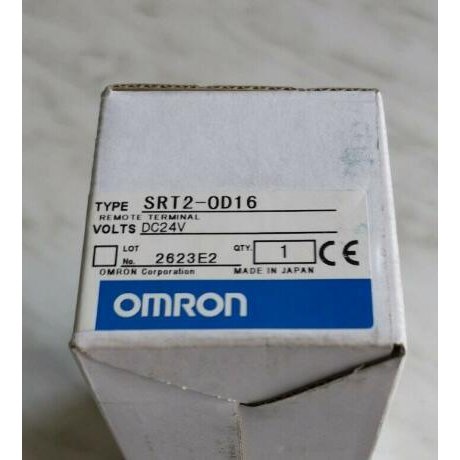 TYPE SRT2-OD16
REMOTE TERMINAL
VOLTS DC24V
LOT No. 2623E2 QTY. 1 CE
OMRON Corporation MADE IN JAPAN
OMRON